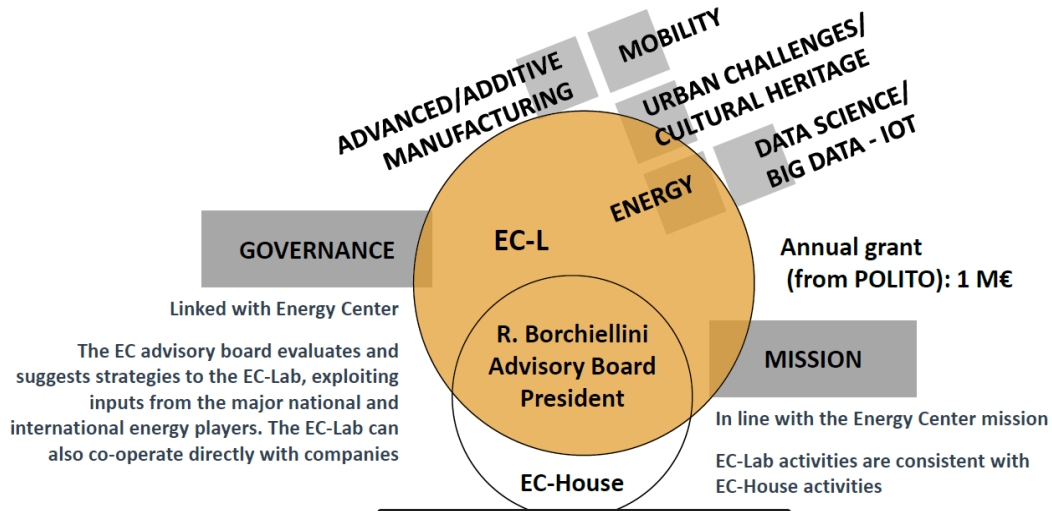 ADVANCED/ADDITIVE
MANUFACTURING
MOBILITY
URBAN CHALLENGES/
CULTURAL HERITAGE
DATA SCIENCE/
BIG DATA - IOT
ENERGY
GOVERNANCE
Linked with Energy Center
The EC advisory board evaluates and
suggests strategies to the EC-Lab, exploiting
inputs from the major national and
international energy players. The EC-Lab can
also co-operate directly with companies
EC-L
R. Borchiellini
Advisory Board
President
EC-House
Annual grant
(from POLITO): 1 M€
MISSION
In line with the Energy Center mission
EC-Lab activities are consistent with
EC-House activities